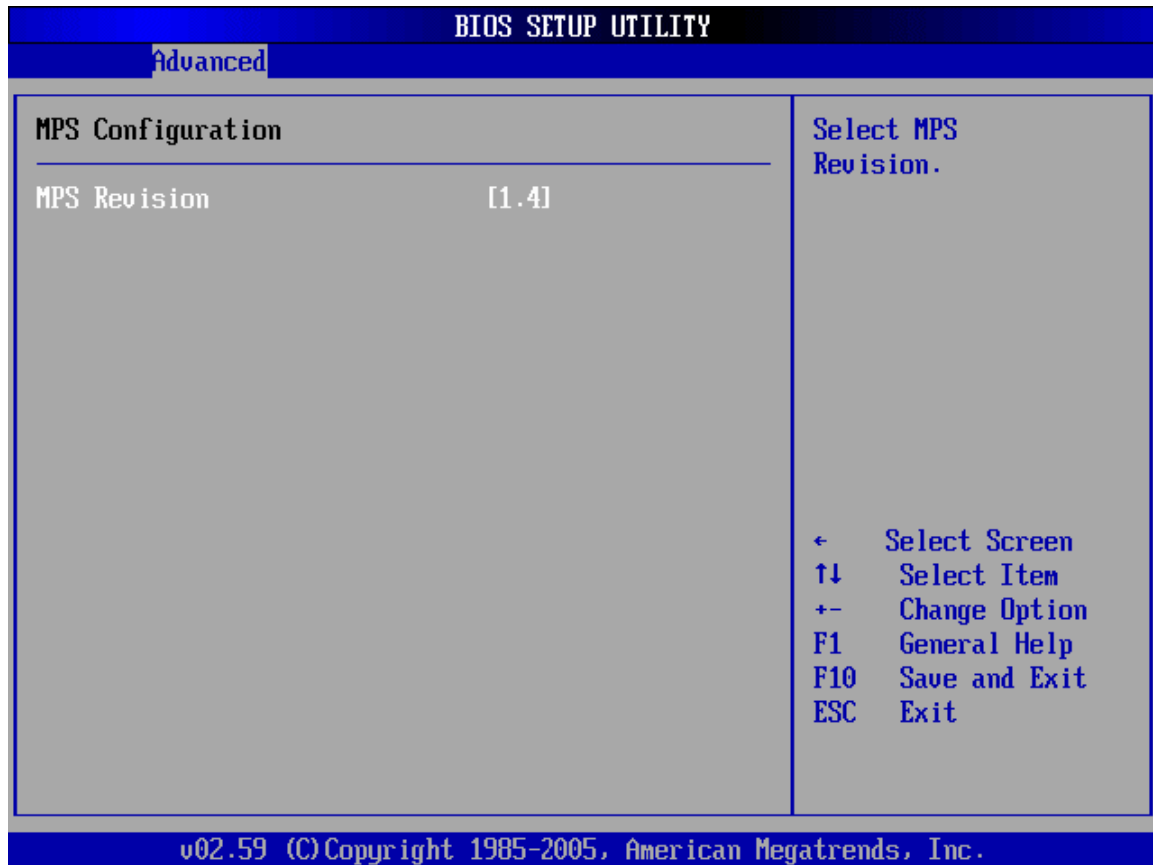 BIOS SETUP UTILITY
Advanced
MPS Configuration
MPS Revision [1.4]
Select MPS
Revision.
← Select Screen
↑↓ Select Item
+- Change Option
F1 General Help
F10 Save and Exit
ESC Exit
v02.59 (C)Copyright 1985-2005, American Megatrends, Inc.